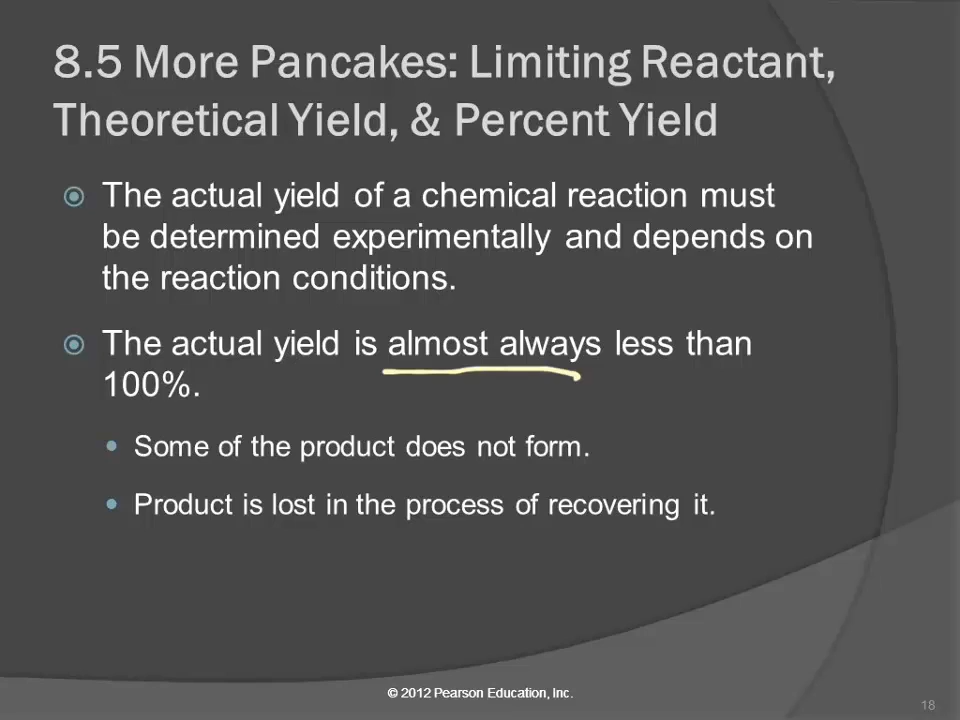 8.5 More Pancakes: Limiting Reactant,
Theoretical Yield, & Percent Yield
The actual yield of a chemical reaction must
be determined experimentally and depends on
the reaction conditions.
The actual yield is almost always less than
100%.
Some of the product does not form.
Product is lost in the process of recovering it.
© 2012 Pearson Education, Inc.
18